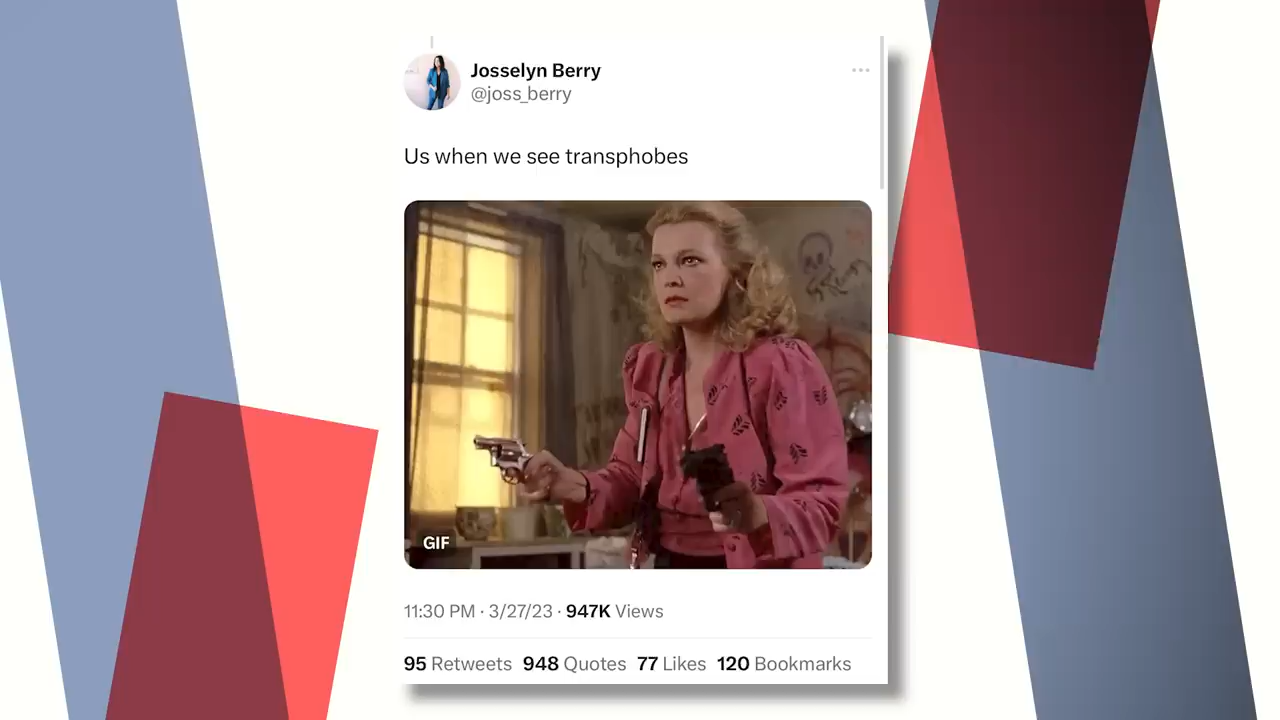 Josselyn Berry
@joss_berry
Us when we see transphobes
GIF
11:30 PM · 3/27/23 · 947K Views
95 Retweets 948 Quotes 77 Likes 120 Bookmarks